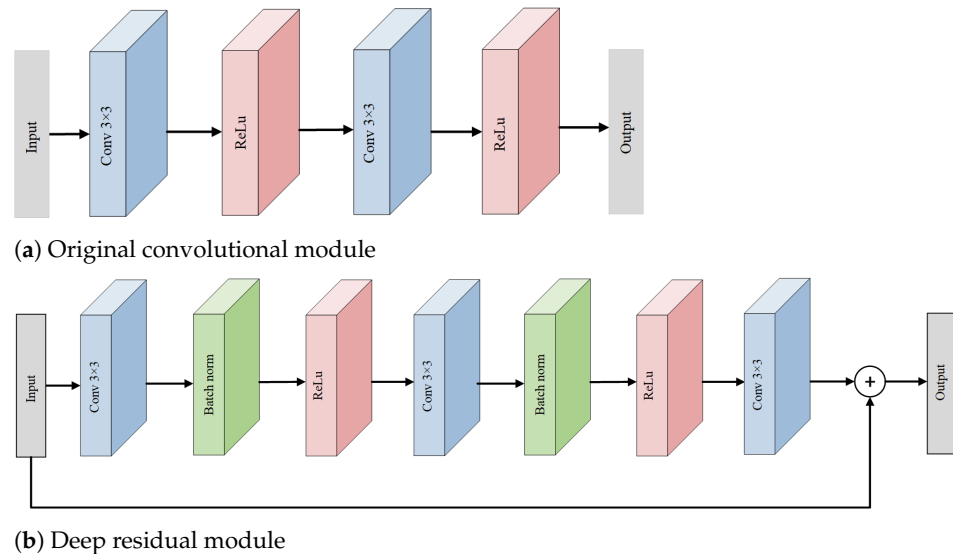 Input
Conv 3×3
ReLu
Conv 3×3
ReLu
Output
(a) Original convolutional module
Input
Conv 3×3
Batch norm
ReLu
Conv 3×3
Batch norm
ReLu
Conv 3×3
+
Output
(b) Deep residual module